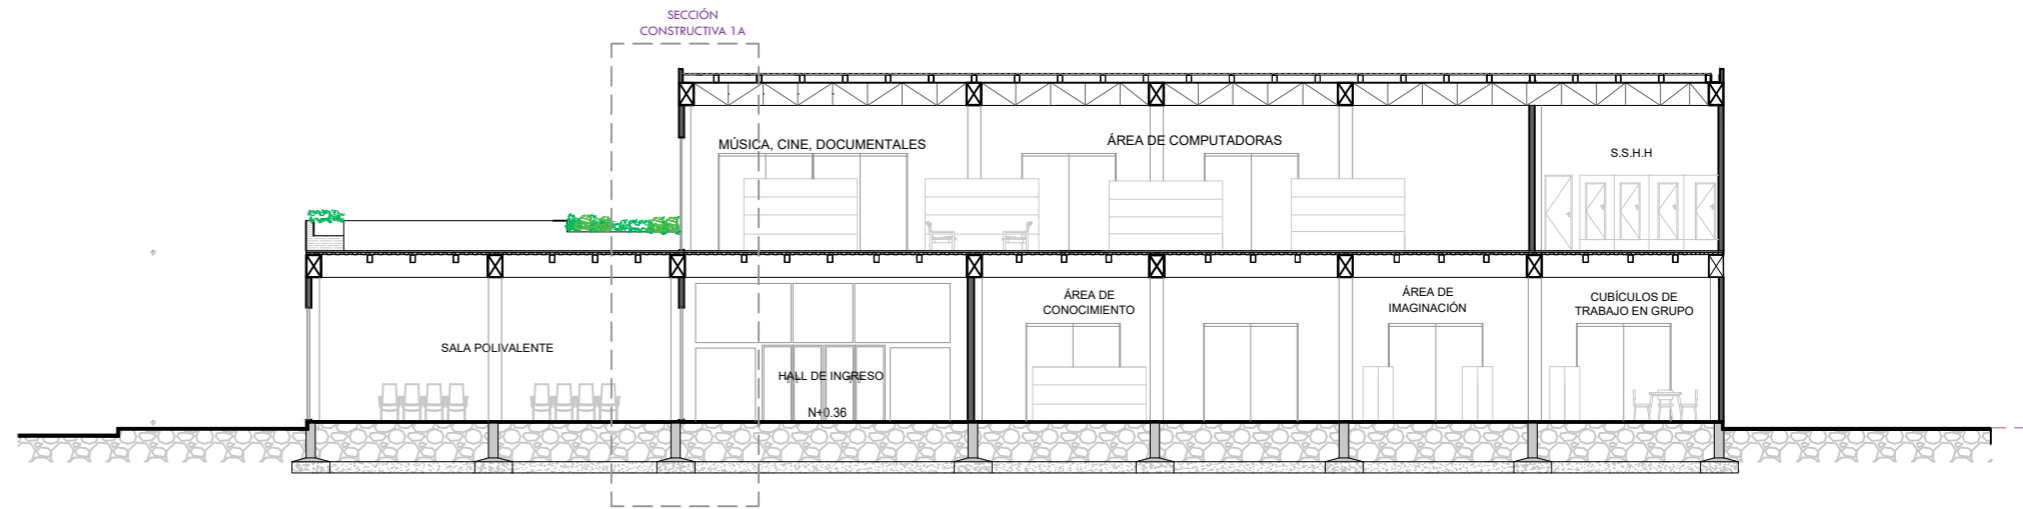 SECCIÓN
CONSTRUCTIVA 1A
MÚSICA, CINE, DOCUMENTALES
ÁREA DE COMPUTADORAS
S.S.H.H
SALA POLIVALENTE
HALL DE INGRESO
N+0.36
ÁREA DE
CONOCIMIENTO
ÁREA DE
IMAGINACIÓN
CUBÍCULOS DE
TRABAJO EN GRUPO